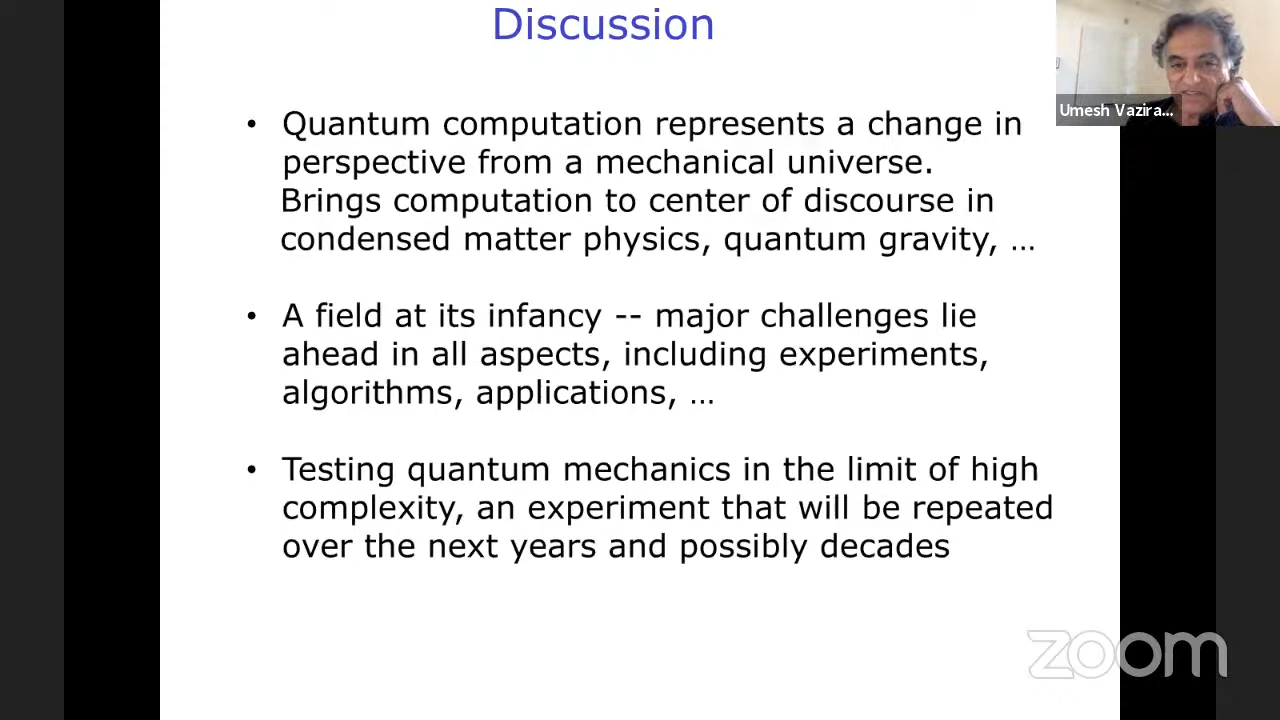 Discussion
Umesh Vazira...
• Quantum computation represents a change in
perspective from a mechanical universe.
Brings computation to center of discourse in
condensed matter physics, quantum gravity, …
• A field at its infancy -- major challenges lie
ahead in all aspects, including experiments,
algorithms, applications, …
• Testing quantum mechanics in the limit of high
complexity, an experiment that will be repeated
over the next years and possibly decades
zoom